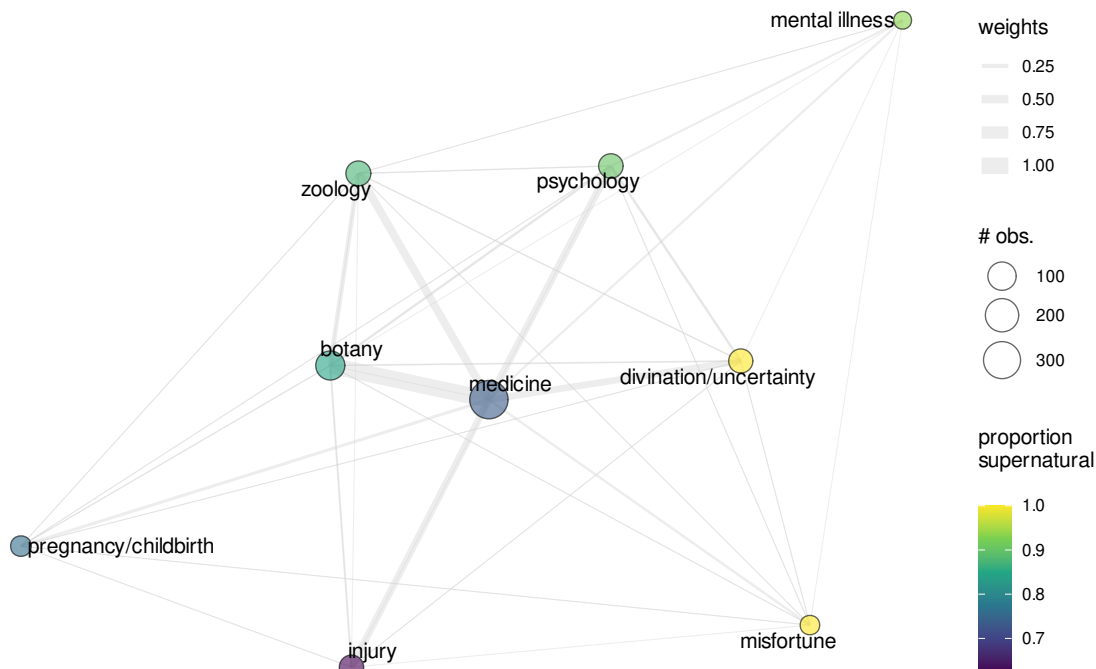 mental illness
zoology
psychology
botany
medicine
divination/uncertainty
pregnancy/childbirth
misfortune
injury
weights
0.25
0.50
0.75
1.00
# obs.
100
200
300
proportion
supernatural
1.0
0.9
0.8
0.7